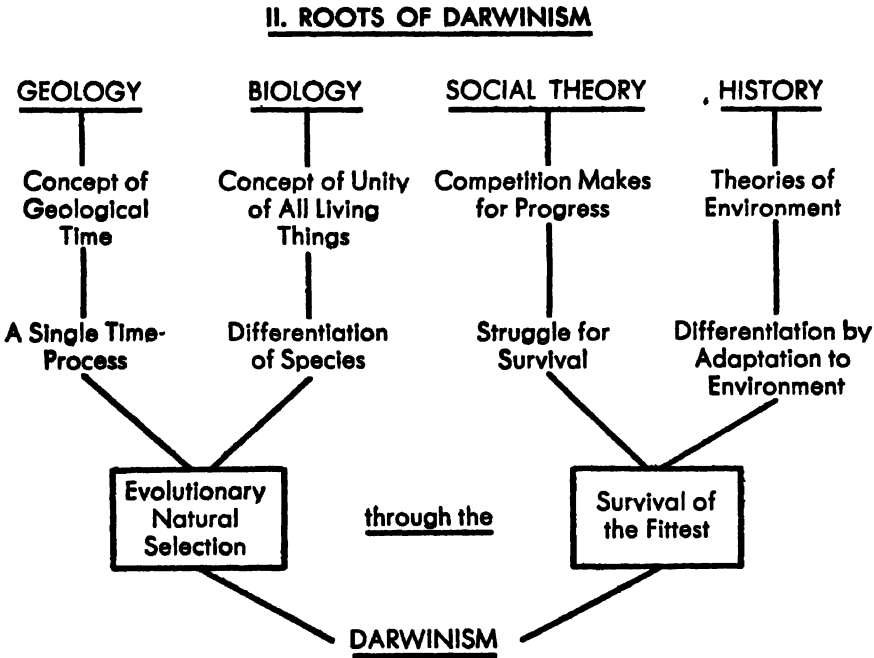 II. ROOTS OF DARWINISM
GEOLOGY
BIOLOGY
SOCIAL THEORY
HISTORY
Concept of
Geological
Time
Concept of Unity
of All Living
Things
Competition Makes
for Progress
Theories of
Environment
A Single Time-
Process
Differentiation
of Species
Struggle for
Survival
Differentiation by
Adaptation to
Environment
Evolutionary
Natural
Selection
through the
Survival of
the Fittest
DARWINISM